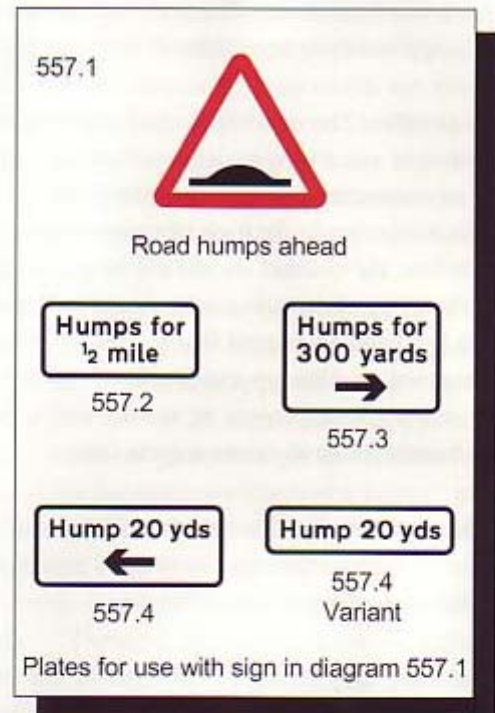 557.1
Road humps ahead
Humps for
½ mile
557.2
Humps for
300 yards
557.3
Hump 20 yds
557.4
Hump 20 yds
557.4
Variant
Plates for use with sign in diagram 557.1